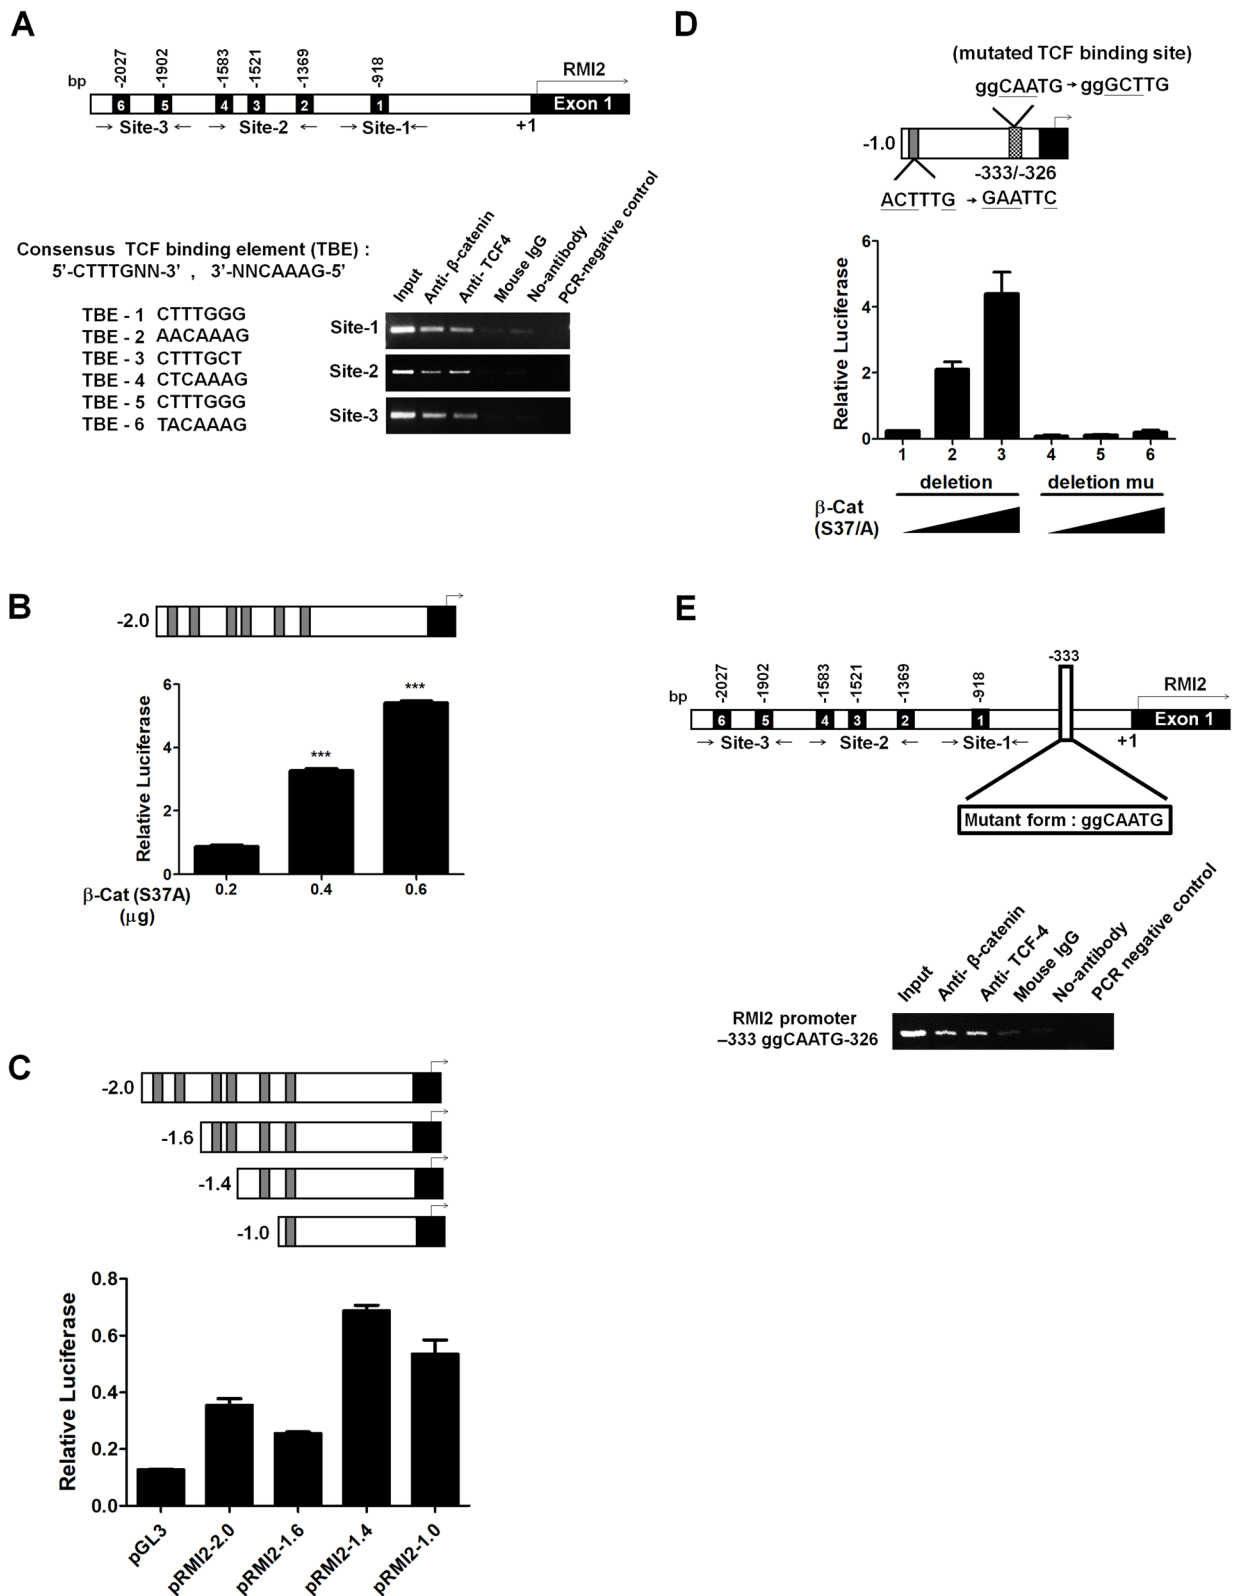 A
bp
-2027
-1902
-1583
-1521
-1369
-918
RMI2
6 5 4 3 2 1 Exon 1
Site-3 Site-2 Site-1 +1
Consensus TCF binding element (TBE) :
5'-CTTTGNN-3' , 3'-NNCAAAG-5'
TBE - 1 CTTTGGG
TBE - 2 AACAAAG
TBE - 3 CTTTGCT
TBE - 4 CTCAAAG
TBE - 5 CTTTGGG
TBE - 6 TACAAAG
Input
Anti- β-catenin
Anti- TCF4
Mouse IgG
No-antibody
PCR-negative control
Site-1
Site-2
Site-3
B
-2.0
Relative Luciferase
6
4
2
0
***
***
0.2 0.4 0.6
β-Cat (S37A)
(μg)
C
-2.0
-1.6
-1.4
-1.0
Relative Luciferase
0.8
0.6
0.4
0.2
0.0
pGL3
pRMI2-2.0
pRMI2-1.6
pRMI2-1.4
pRMI2-1.0
D
(mutated TCF binding site)
ggCAATG ggGCTTG
-1.0
-333/-326
ACTTTG GAATTC
Relative Luciferase
6
4
2
0
1 2 3 4 5 6
deletion deletion mu
β-Cat
(S37/A)
E
bp
-2027
-1902
-1583
-1521
-1369
-918
-333
RMI2
6 5 4 3 2 1 Exon 1
Site-3 Site-2 Site-1 +1
Mutant form : ggCAATG
Input
Anti- β-catenin
Anti- TCF-4
Mouse IgG
No-antibody
PCR negative control
RMI2 promoter
–333 ggCAATG-326